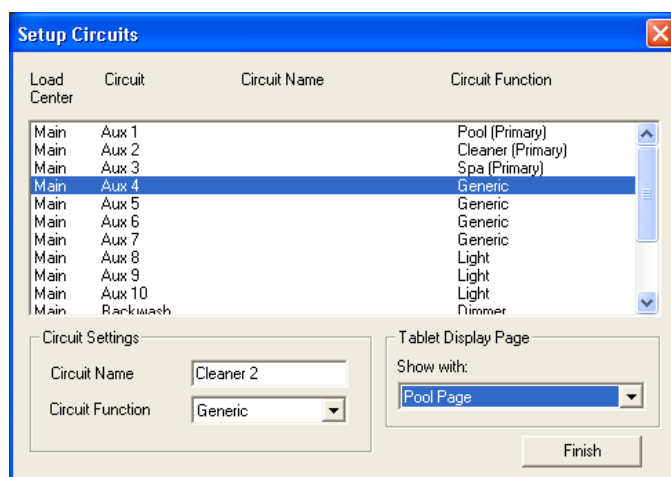 Setup Circuits
Load Center Circuit Circuit Name Circuit Function
Main Aux 1 Pool (Primary)
Main Aux 2 Cleaner (Primary)
Main Aux 3 Spa (Primary)
Main Aux 4 Generic
Main Aux 5 Generic
Main Aux 6 Generic
Main Aux 7 Generic
Main Aux 8 Light
Main Aux 9 Light
Main Aux 10 Light
Main Backwash Dimmer
Circuit Settings
Circuit Name Cleaner 2
Circuit Function Generic
Tablet Display Page
Show with:
Pool Page
Finish